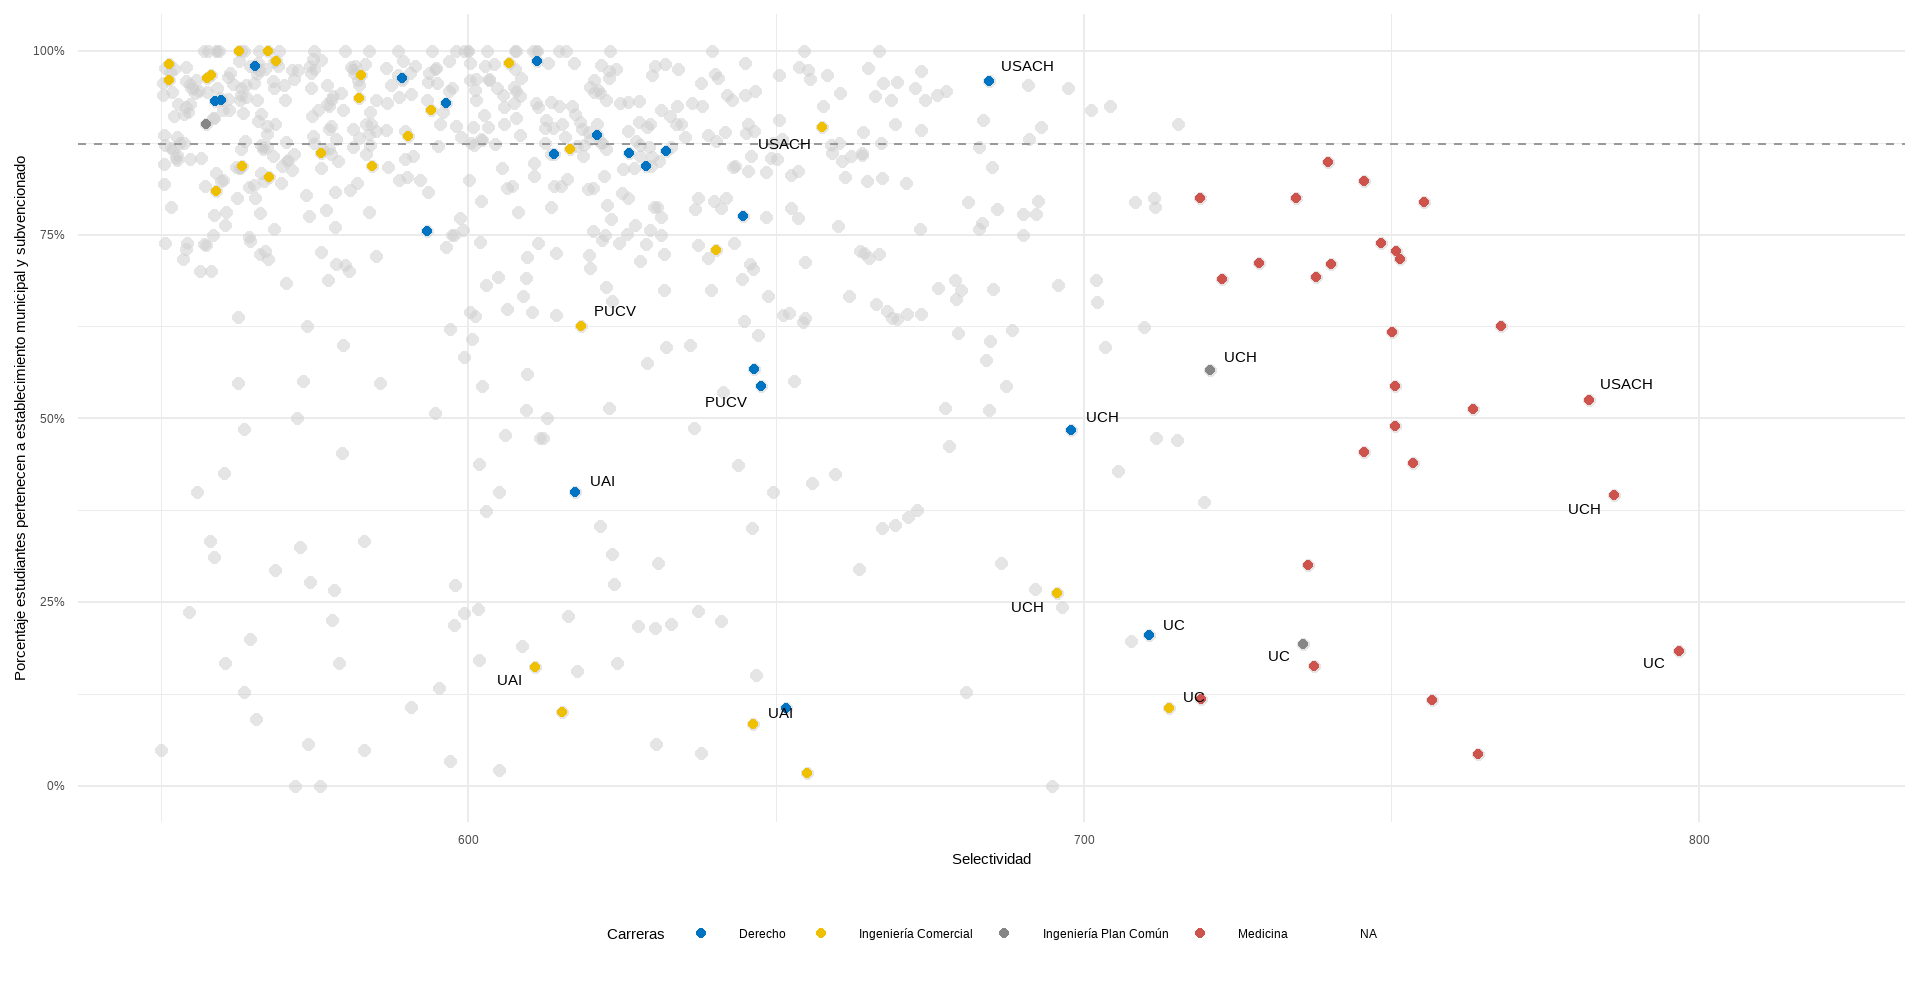 100%
USACH
USACH
75%
PUCV
UCH
USACH
PUCV
50%
UCH
UAI
UCH
25%
UCH
UC
UC
UC
UAI
UC
UAI
0%
600
700
800
Selectividad
Porcentaje estudiantes pertenecen a establecimiento municipal y subvencionado
Carreras Derecho Ingeniería Comercial Ingeniería Plan Común Medicina NA